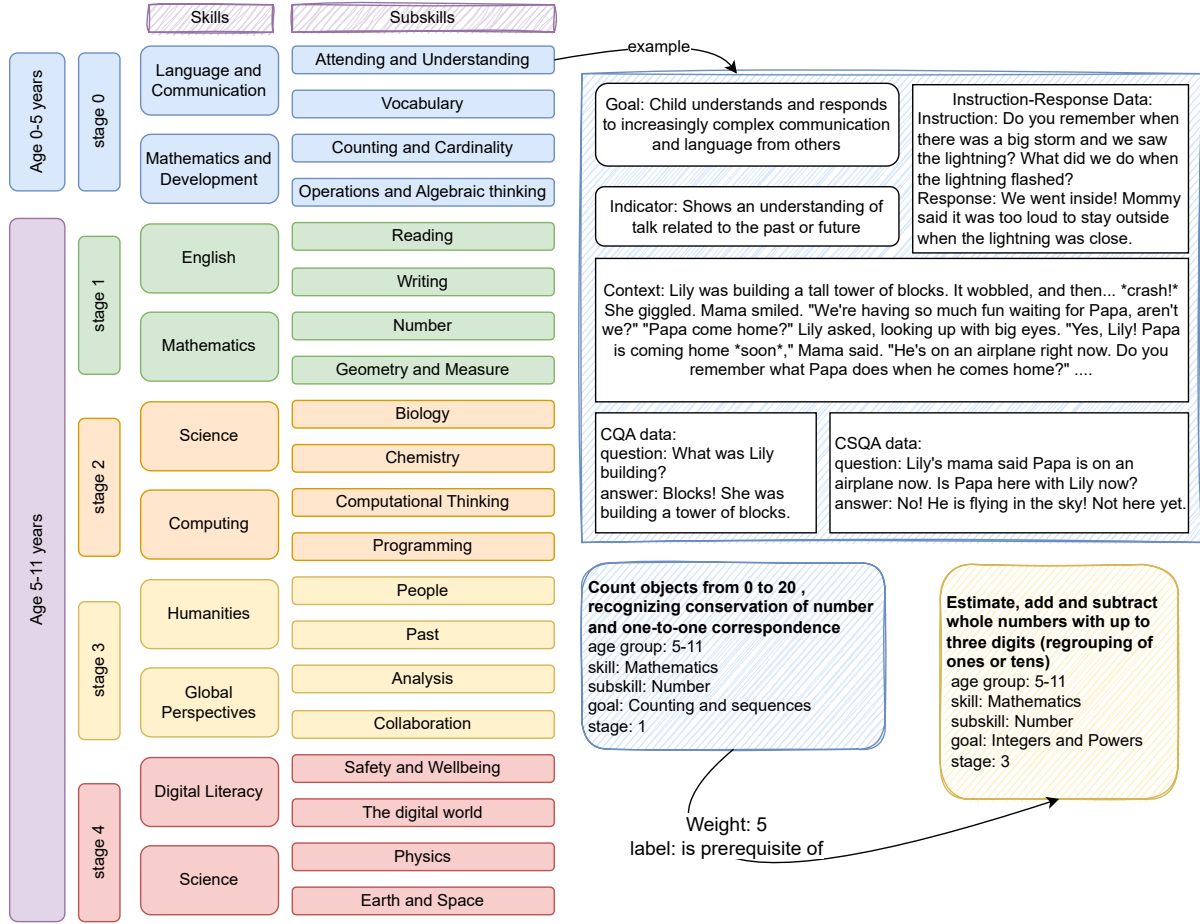 Skills
Subskills
Age 0-5 years
stage 0
Language and
Communication
Attending and Understanding
Vocabulary
Mathematics and
Development
Counting and Cardinality
Operations and Algebraic thinking
Age 5-11 years
stage 1
English
Reading
Writing
Mathematics
Number
Geometry and Measure
stage 2
Science
Biology
Chemistry
Computing
Computational Thinking
Programming
stage 3
Humanities
People
Past
Global
Perspectives
Analysis
Collaboration
stage 4
Digital Literacy
Safety and Wellbeing
The digital world
Science
Physics
Earth and Space
example
Goal: Child understands and responds
to increasingly complex communication
and language from others
Indicator: Shows an understanding of
talk related to the past or future
Instruction-Response Data:
Instruction: Do you remember when
there was a big storm and we saw
the lightning? What did we do when
the lightning flashed?
Response: We went inside! Mommy
said it was too loud to stay outside
when the lightning was close.
Context: Lily was building a tall tower of blocks. It wobbled, and then... *crash!*
She giggled. Mama smiled. "We're having so much fun waiting for Papa, aren't
we?" "Papa come home?" Lily asked, looking up with big eyes. "Yes, Lily! Papa
is coming home *soon*," Mama said. "He's on an airplane right now. Do you
remember what Papa does when he comes home?" ....
CQA data:
question: What was Lily
building?
answer: Blocks! She was
building a tower of blocks.
CSQA data:
question: Lily's mama said Papa is on an
airplane now. Is Papa here with Lily now?
answer: No! He is flying in the sky! Not here yet.
Count objects from 0 to 20 ,
recognizing conservation of number
and one-to-one correspondence
age group: 5-11
skill: Mathematics
subskill: Number
goal: Counting and sequences
stage: 1
Estimate, add and subtract
whole numbers with up to
three digits (regrouping of
ones or tens)
age group: 5-11
skill: Mathematics
subskill: Number
goal: Integers and Powers
stage: 3
Weight: 5
label: is prerequisite of